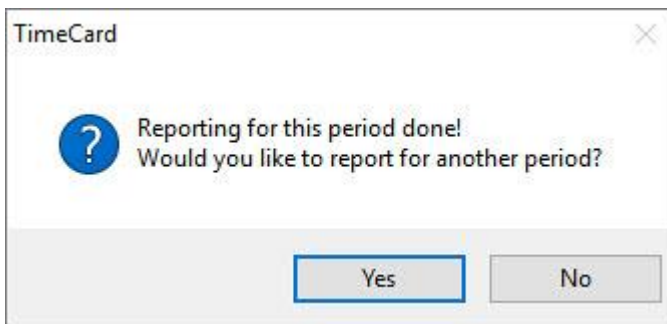 TimeCard
Reporting for this period done!
Would you like to report for another period?
Yes
No